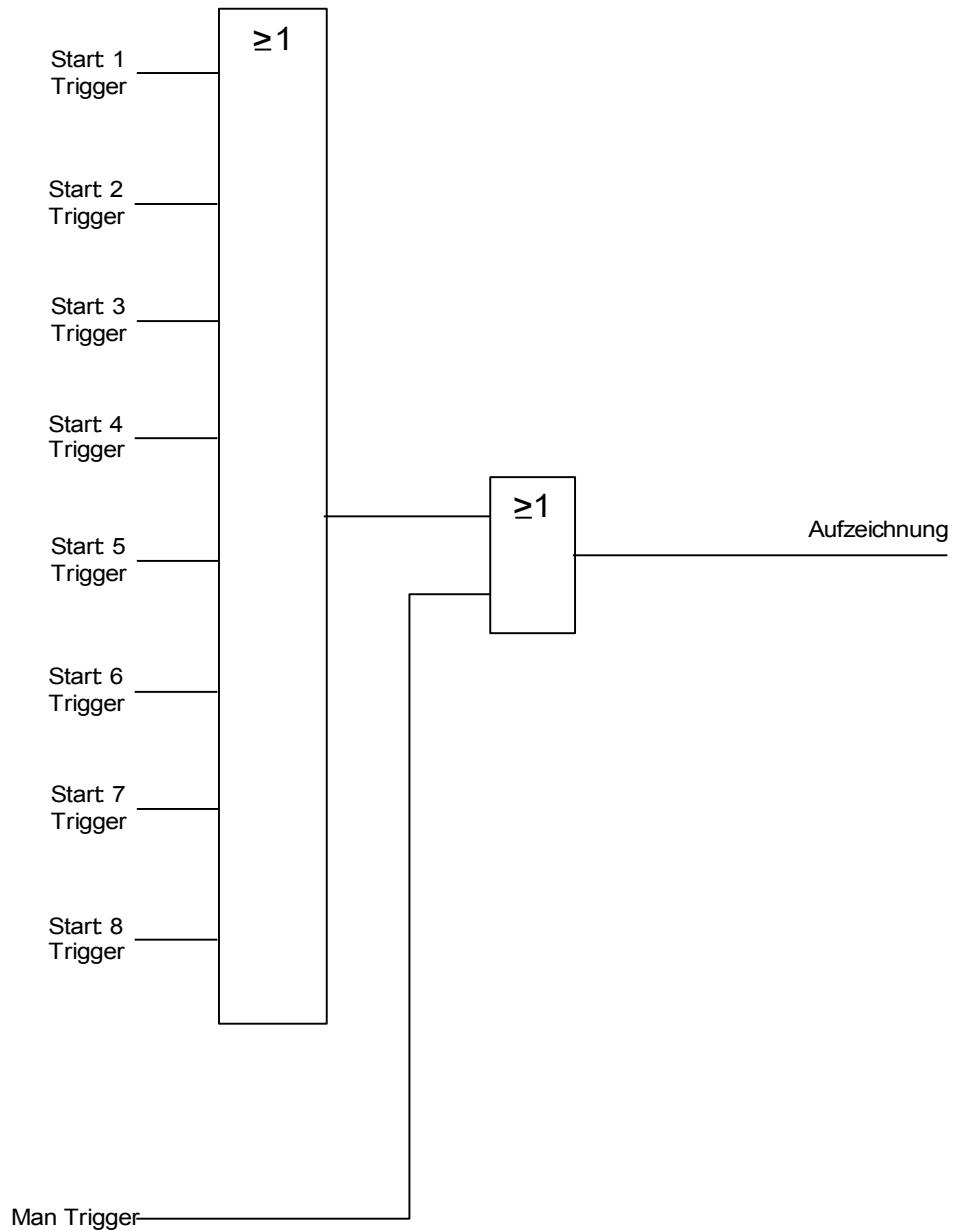 ≥1
Start 1
Trigger
Start 2
Trigger
Start 3
Trigger
Start 4
Trigger
≥1
Aufzeichnung
Start 5
Trigger
Start 6
Trigger
Start 7
Trigger
Start 8
Trigger
Man Trigger